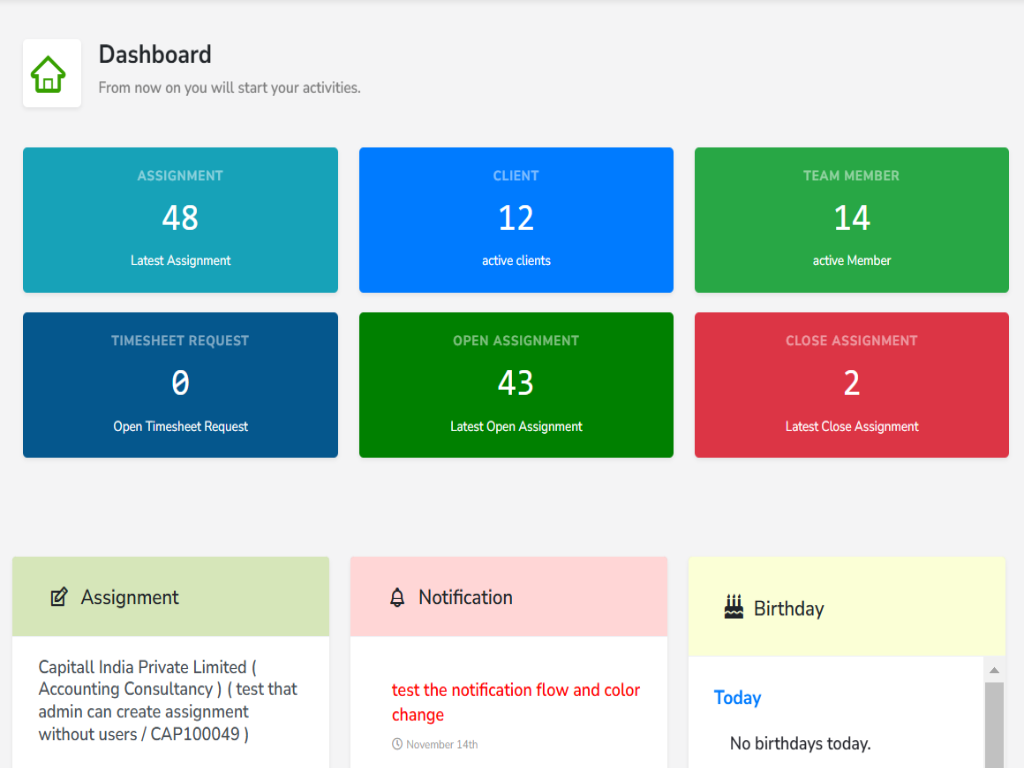 Dashboard
From now on you will start your activities.
ASSIGNMENT
48
Latest Assignment
CLIENT
12
active clients
TEAM MEMBER
14
active Member
TIMESHEET REQUEST
0
Open Timesheet Request
OPEN ASSIGNMENT
43
Latest Open Assignment
CLOSE ASSIGNMENT
2
Latest Close Assignment
Assignment
Capitall India Private Limited (
Accounting Consultancy ) ( test that
admin can create assignment
without users / CAP100049 )
Notification
test the notification flow and color
change
November 14th
Birthday
Today
No birthdays today.